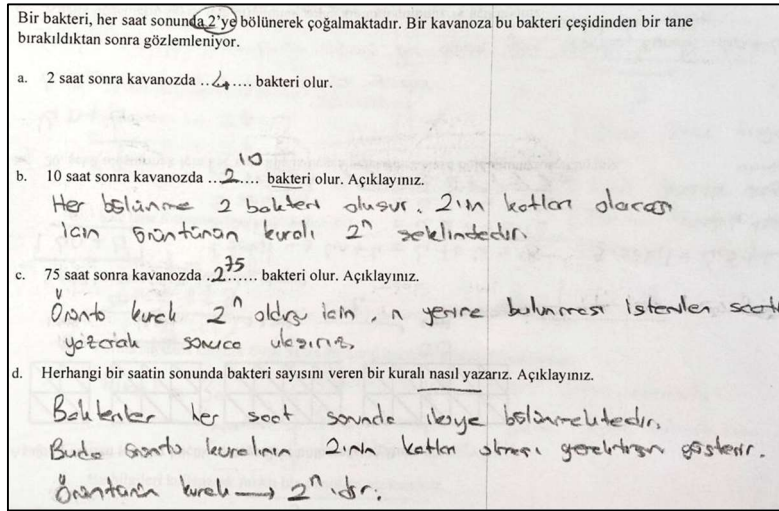 Bir bakteri, her saat sonunda 2'ye bölünerek çoğalmaktadır. Bir kavanoza bu bakteri çeşidinden bir tane
bırakıldıktan sonra gözlemleniyor.
a. 2 saat sonra kavanozda ..4.... bakteri olur.
b. 10 saat sonra kavanozda ...2^10.... bakteri olur. Açıklayınız.
Her bölünme 2 bakteri oluşur. 2'nin katları olacağı
için örüntünün kuralı 2ⁿ şeklindedir.
c. 75 saat sonra kavanozda .2^75...... bakteri olur. Açıklayınız.
Örüntü kuralı 2ⁿ olduğu için, n yerine bulunması istenilen saati
yazarak sonuca ulaşırız.
d. Herhangi bir saatin sonunda bakteri sayısını veren bir kuralı nasıl yazarız. Açıklayınız.
Bakteriler her saat sonunda ikiye bölünmektedir.
Buda örüntü kuralının 2'nin katları olması gerektiğini gösterir.
Örüntünün kuralı → 2ⁿ'dir.